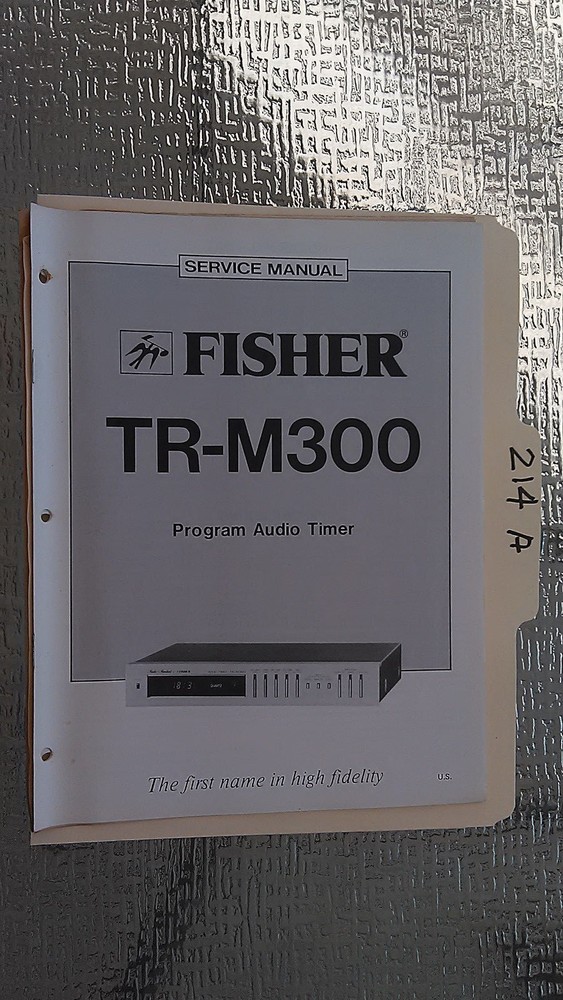 SERVICE MANUAL
FISHER®
TR-M300
Program Audio Timer
The first name in high fidelity
U.S.
214 A